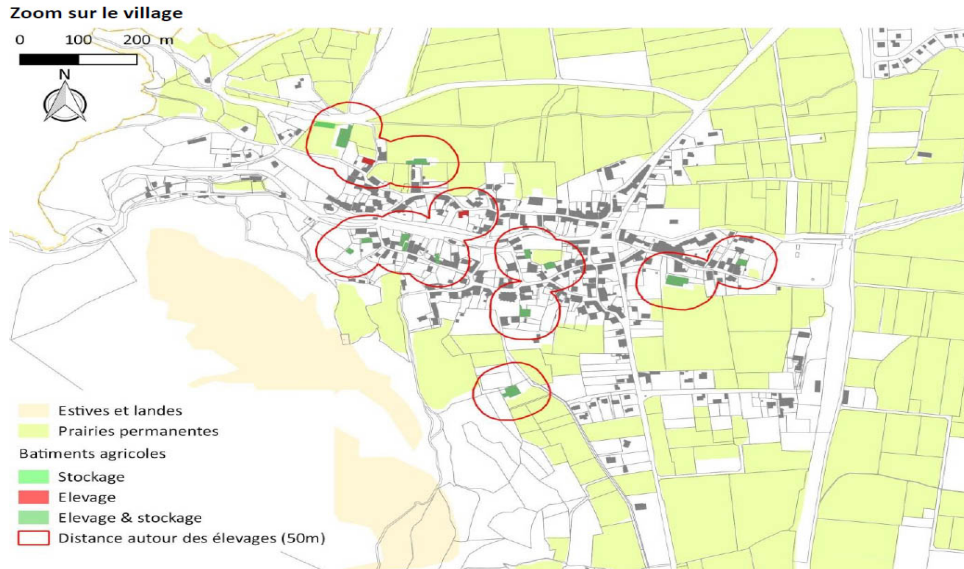 Zoom sur le village
0 100 200 m
N
Estives et landes
Prairies permanentes
Batiments agricoles
Stockage
Elevage
Elevage & stockage
Distance autour des élevages (50m)